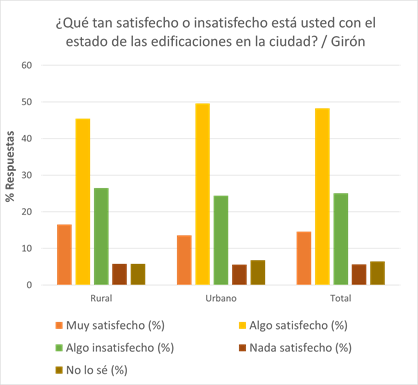 ¿Qué tan satisfecho o insatisfecho está usted con el
estado de las edificaciones en la ciudad? / Girón
% Respuestas
60
50
40
30
20
10
0
Rural Urbano Total
Muy satisfecho (%) Algo satisfecho (%)
Algo insatisfecho (%) Nada satisfecho (%)
No lo sé (%)